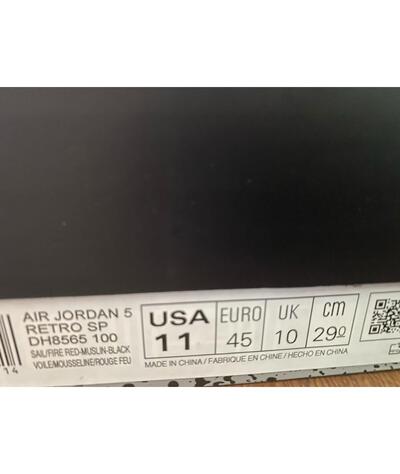 AIR JORDAN 5
RETRO SP
DH8565 100
SAIL/FIRE RED-MUSLIN-BLACK
VOILE/MOUSSELINE/ROUGE FEU
14
USA EURO UK cm
11 45 10 29.0
MADE IN CHINA / FABRIQUE EN CHINE / HECHO EN CHINA